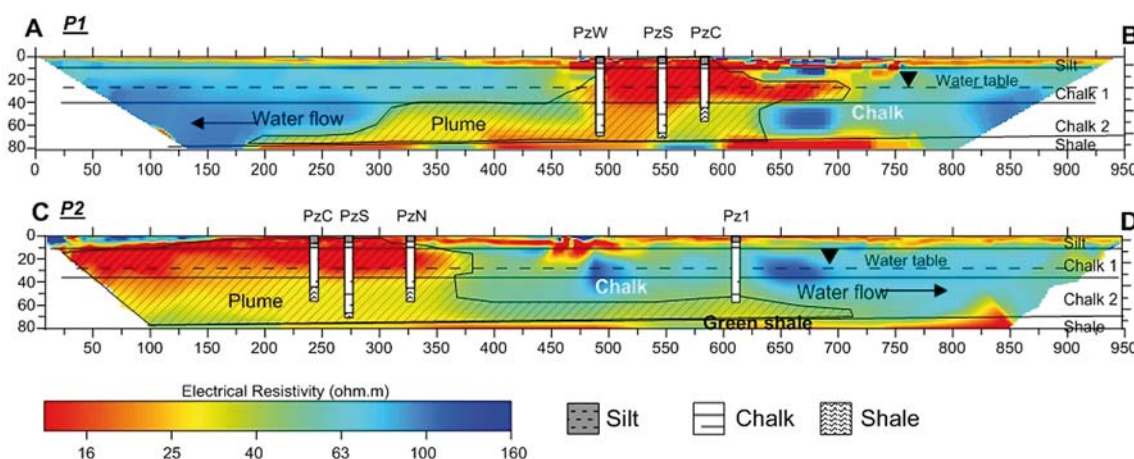 A P1 B
PzW PzS PzC
0
20
40
60
80
Silt
Water table
Chalk 1
Water flow
Plume
Chalk
Chalk 2
Shale
0 50 100 150 200 250 300 350 400 450 500 550 600 650 700 750 800 850 900 950
C P2 D
PzC PzS PzN Pz1
0
20
40
60
80
Silt
Water table
Chalk 1
Plume
Chalk
Water flow
Chalk 2
Green shale
Shale
50 100 150 200 250 300 350 400 450 500 550 600 650 700 750 800 850 900 950
Electrical Resistivity (ohm.m)
16 25 40 63 100 160
Silt Chalk Shale